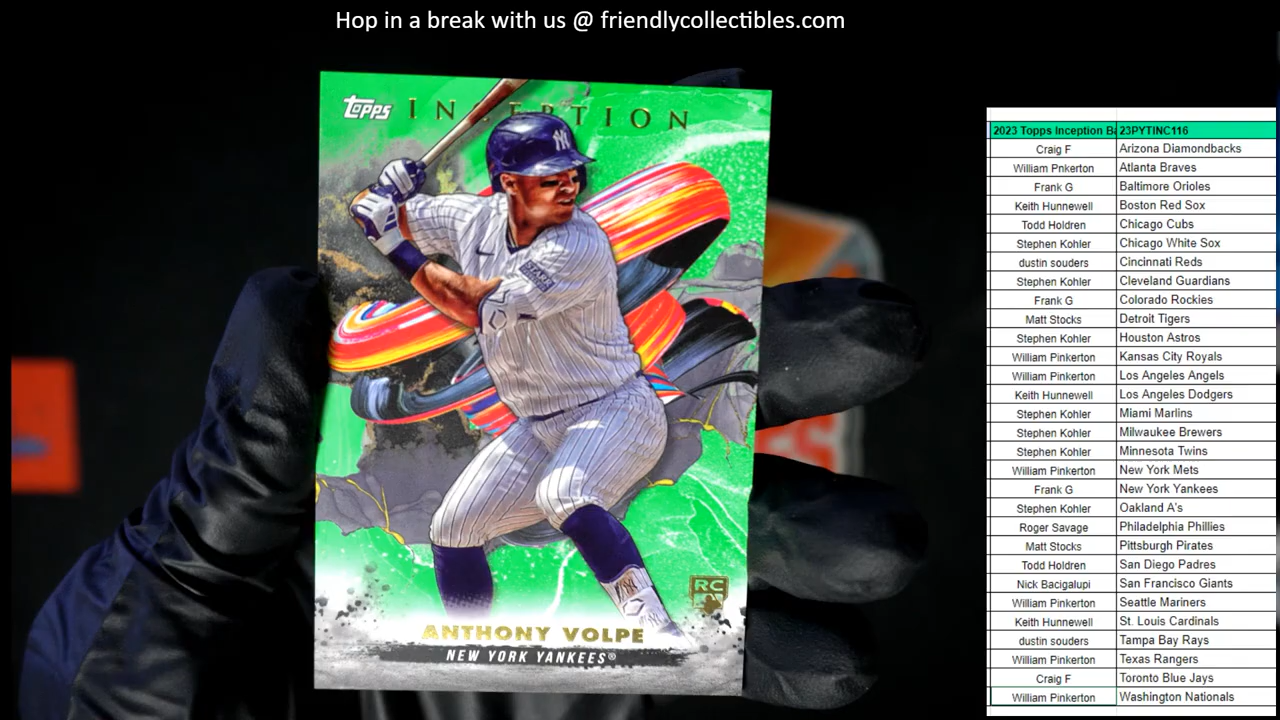 Hop in a break with us @ friendlycollectibles.com
topps INCEPTION
NY
RC
ANTHONY VOLPE
NEW YORK YANKEES®
2023 Topps Inception Ba 23PYTINC116
Craig F Arizona Diamondbacks
William Pnkerton Atlanta Braves
Frank G Baltimore Orioles
Keith Hunnewell Boston Red Sox
Todd Holdren Chicago Cubs
Stephen Kohler Chicago White Sox
dustin souders Cincinnati Reds
Stephen Kohler Cleveland Guardians
Frank G Colorado Rockies
Matt Stocks Detroit Tigers
Stephen Kohler Houston Astros
William Pinkerton Kansas City Royals
William Pinkerton Los Angeles Angels
Keith Hunnewell Los Angeles Dodgers
Stephen Kohler Miami Marlins
Stephen Kohler Milwaukee Brewers
Stephen Kohler Minnesota Twins
William Pinkerton New York Mets
Frank G New York Yankees
Stephen Kohler Oakland A's
Roger Savage Philadelphia Phillies
Matt Stocks Pittsburgh Pirates
Todd Holdren San Diego Padres
Nick Bacigalupi San Francisco Giants
William Pinkerton Seattle Mariners
Keith Hunnewell St. Louis Cardinals
dustin souders Tampa Bay Rays
William Pinkerton Texas Rangers
Craig F Toronto Blue Jays
William Pinkerton Washington Nationals